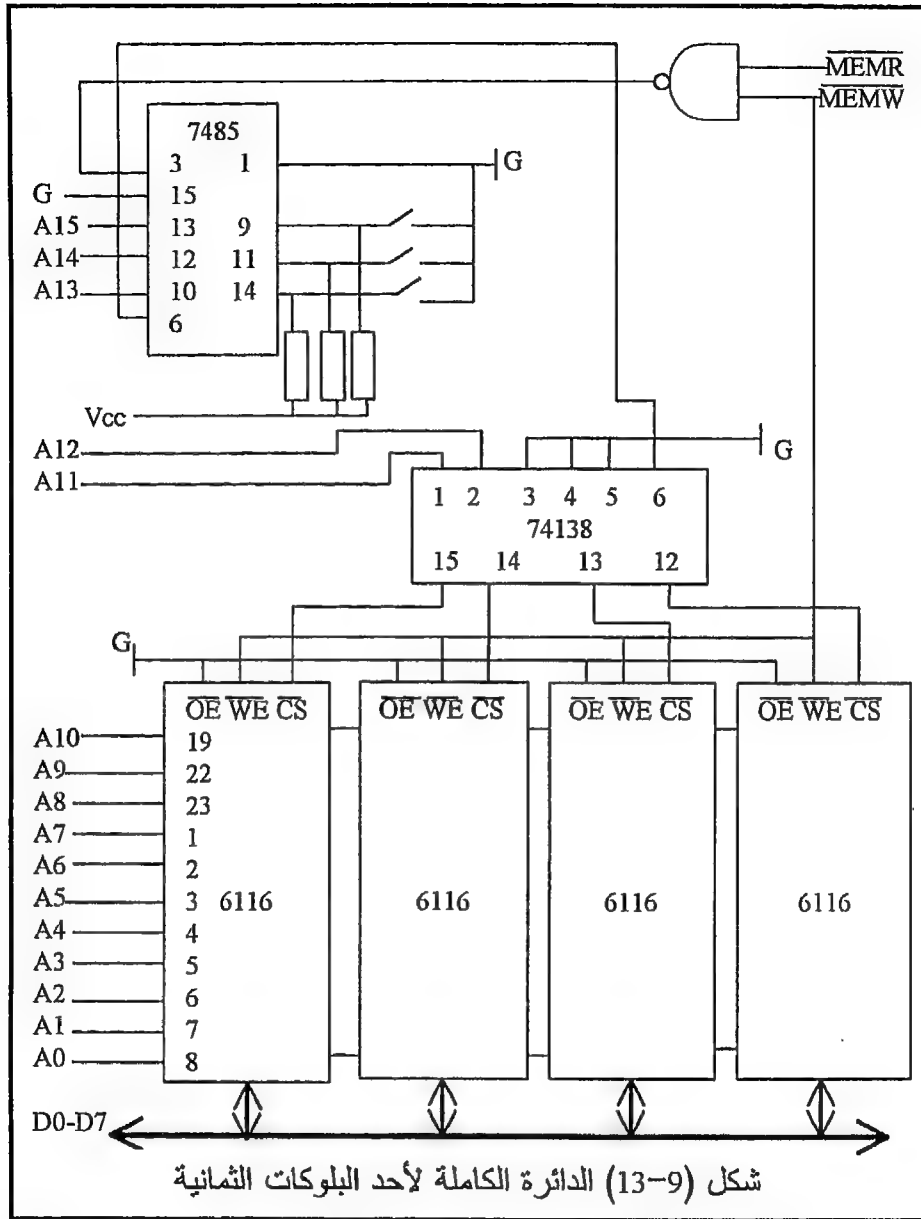 MEMR
MEMW
7485
3 1
G
G 15
A15 13 9
A14 12 11
A13 10 14
6
Vcc
A12
A11
G
1 2 3 4 5 6
74138
15 14 13 12
G
OE WE CS OE WE CS OE WE CS OE WE CS
A10 19
A9 22
A8 23
A7 1
A6 2
A5 3 6116 6116 6116 6116
A4 4
A3 5
A2 6
A1 7
A0 8
D0-D7
شكل (9-13) الدائرة الكاملة لأحد البلوكات الثمانية